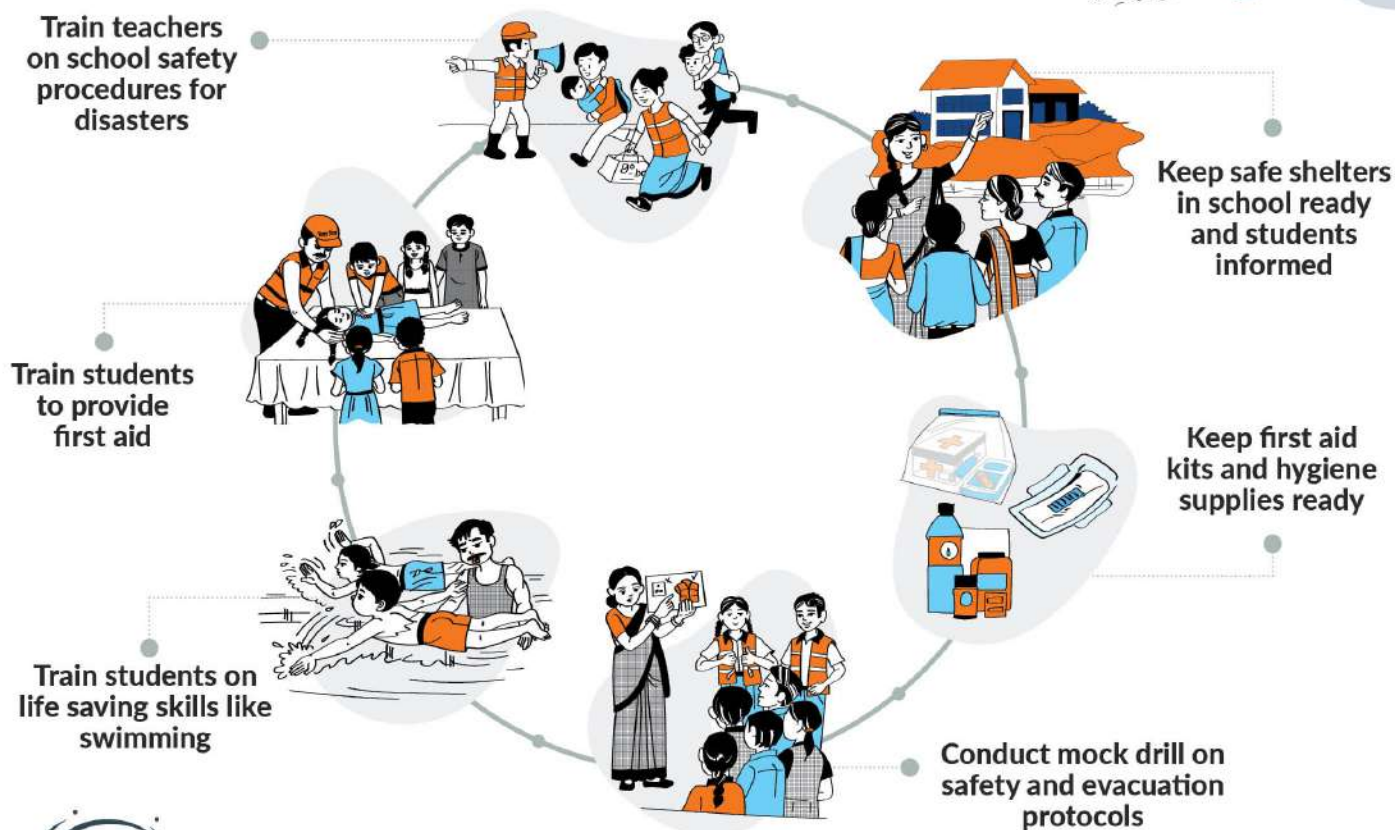 Train teachers
on school safety
procedures for
disasters
Keep safe shelters
in school ready
and students
informed
Keep first aid
kits and hygiene
supplies ready
Conduct mock drill on
safety and evacuation
protocols
Train students on
life saving skills like
swimming
Train students
to provide
first aid